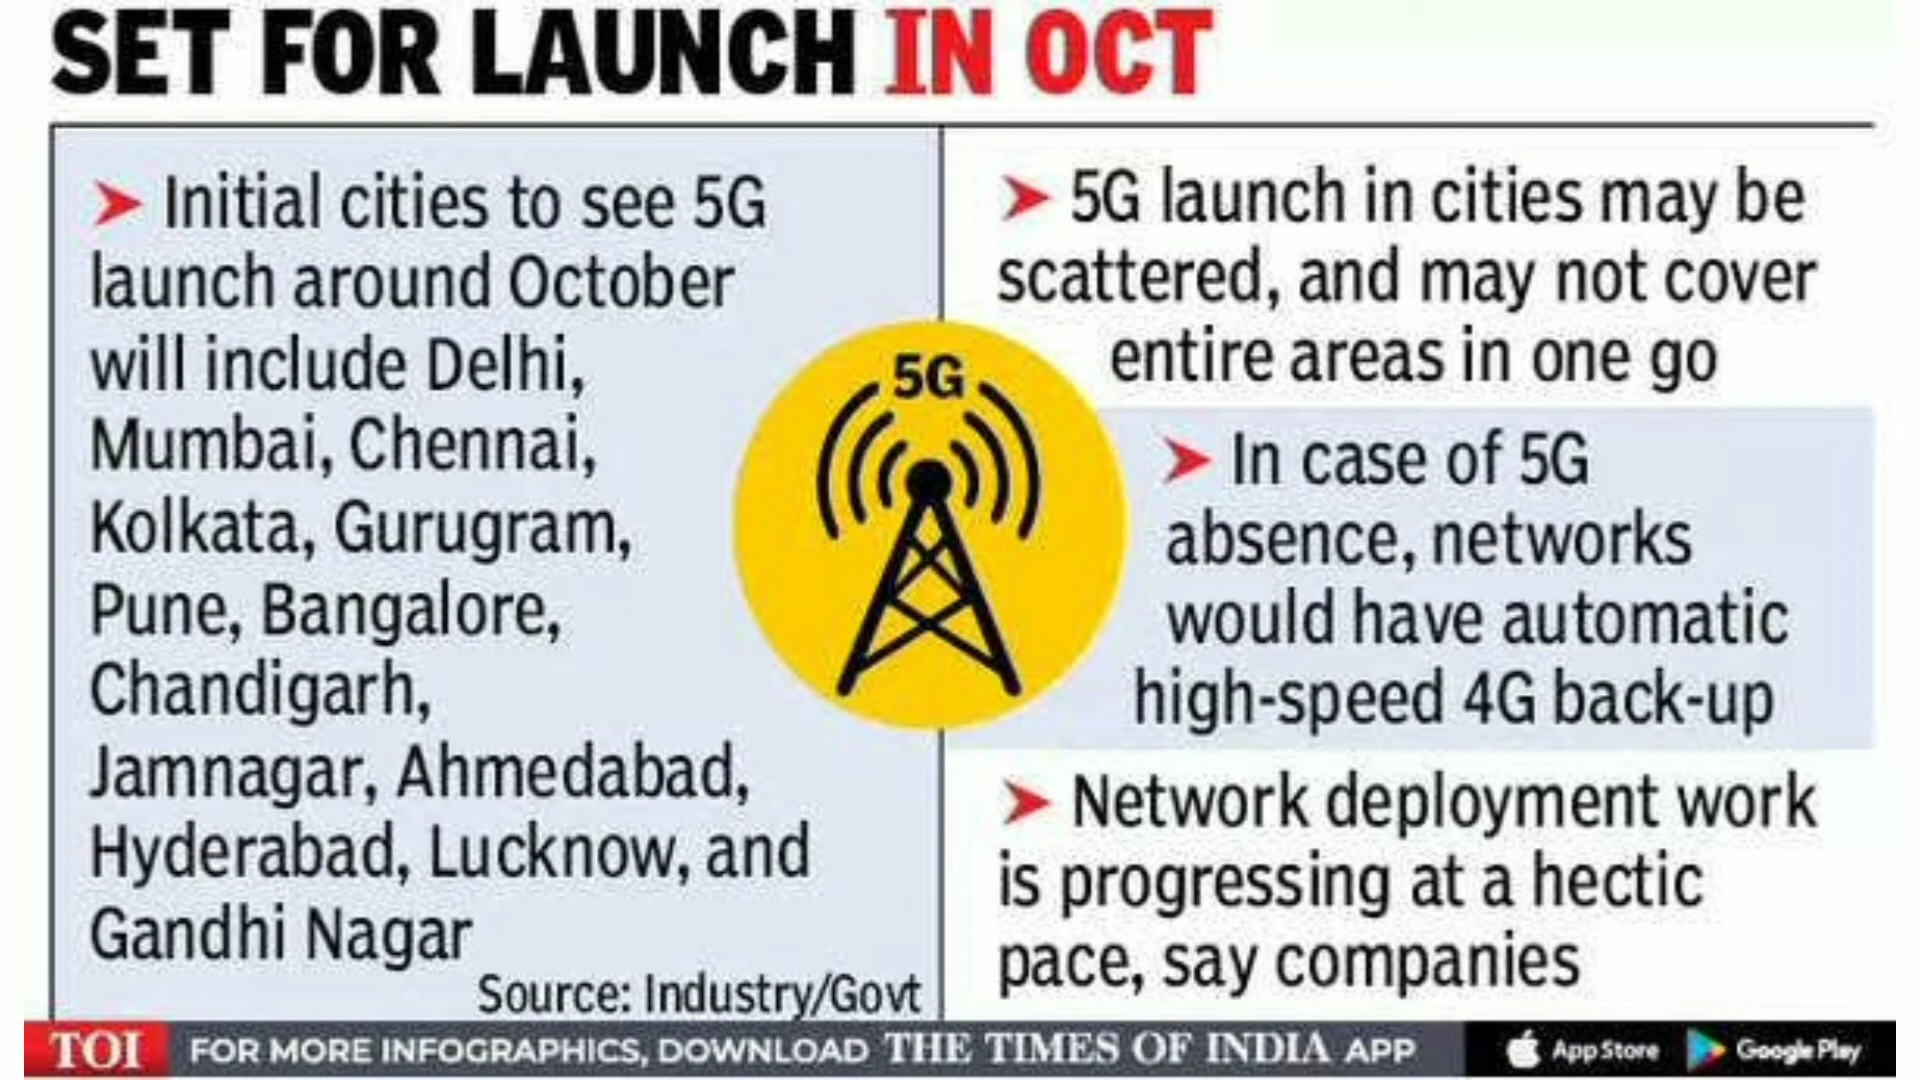 SET FOR LAUNCH IN OCT
Initial cities to see 5G
launch around October
will include Delhi,
Mumbai, Chennai,
Kolkata, Gurugram,
Pune, Bangalore,
Chandigarh,
Jamnagar, Ahmedabad,
Hyderabad, Lucknow, and
Gandhi Nagar
Source: Industry/Govt
5G
5G launch in cities may be
scattered, and may not cover
entire areas in one go
In case of 5G
absence, networks
would have automatic
high-speed 4G back-up
Network deployment work
is progressing at a hectic
pace, say companies
TOI FOR MORE INFOGRAPHICS, DOWNLOAD THE TIMES OF INDIA APP App Store Google Play